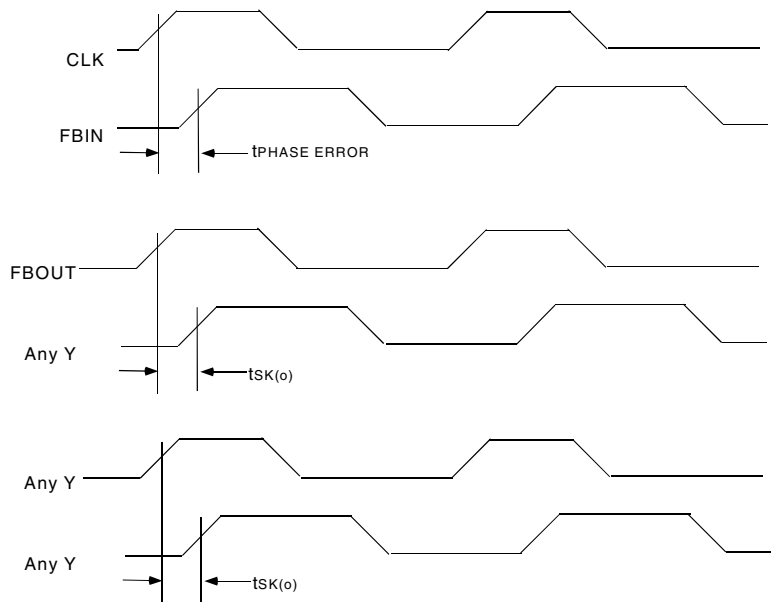 CLK
FBIN
tPHASE ERROR
FBOUT
Any Y
tSK(o)
Any Y
Any Y
tSK(o)